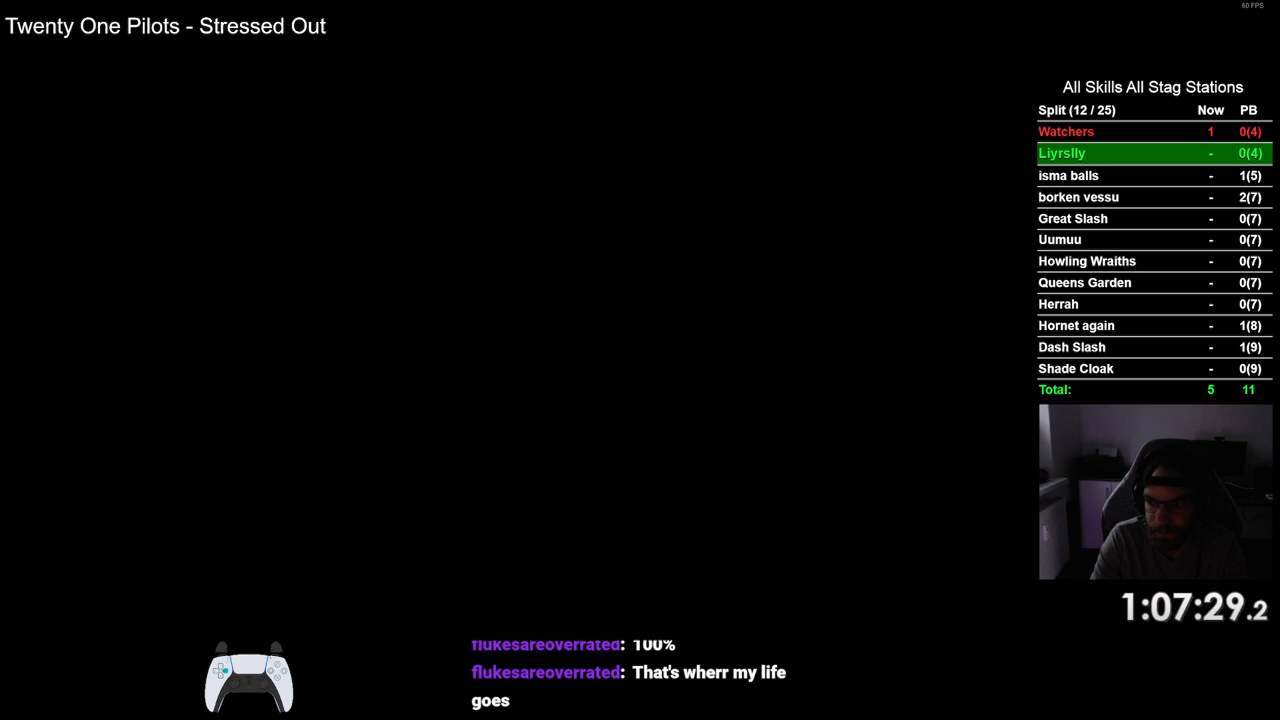 60 FPS
Twenty One Pilots - Stressed Out
All Skills All Stag Stations
Split (12 / 25) Now PB
Watchers 1 0(4)
Liyrslly - 0(4)
isma balls - 1(5)
borken vessu - 2(7)
Great Slash - 0(7)
Uumuu - 0(7)
Howling Wraiths - 0(7)
Queens Garden - 0(7)
Herrah - 0(7)
Hornet again - 1(8)
Dash Slash - 1(9)
Shade Cloak - 0(9)
Total: 5 11
1:07:29.2
flukesareoverrated: 100%
flukesareoverrated: That's wherr my life
goes